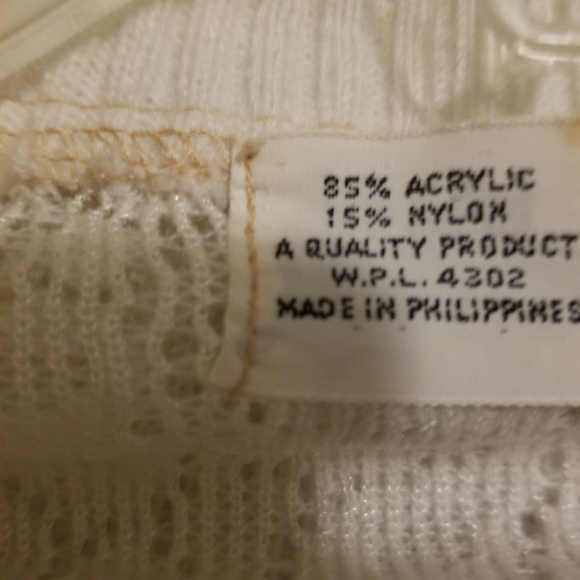 85% ACRYLIC
15% NYLON
A QUALITY PRODUCT
W.P.L. 4302
MADE IN PHILIPPINES